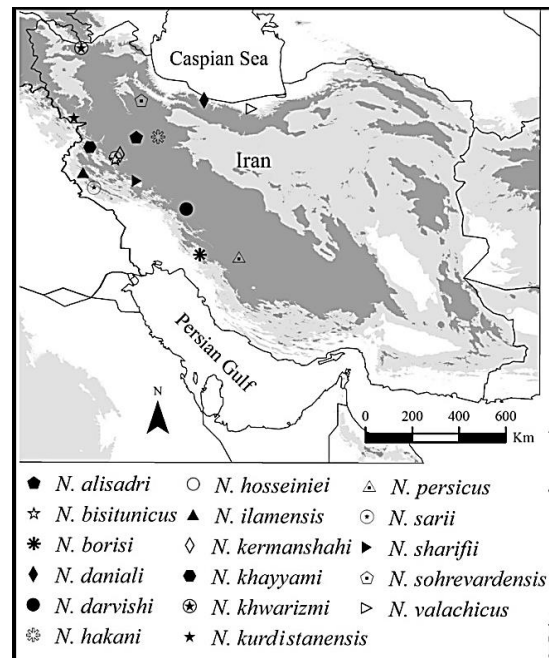 Caspian Sea
Iran
Persian Gulf
N
0 200 400 600
Km
N. alisadri N. hosseiniei N. persicus
N. bisitunicus N. ilamensis N. sarii
N. borisi N. kermanshahi N. sharifii
N. daniali N. khayyami N. sohrevardensis
N. darvishi N. khwarizmi N. valachicus
N. hakani N. kurdistanensis